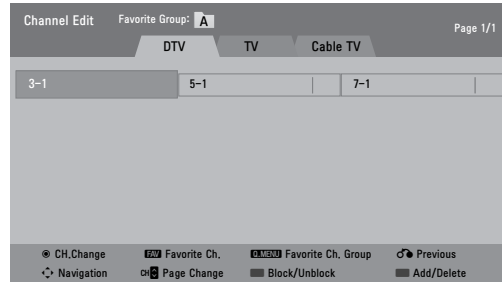 Channel Edit Favorite Group: A Page 1/1
DTV TV Cable TV
3-1 5-1 7-1
CH.Change FAV Favorite Ch. Q.MENU Favorite Ch. Group Previous
Navigation CH Page Change Block/Unblock Add/Delete